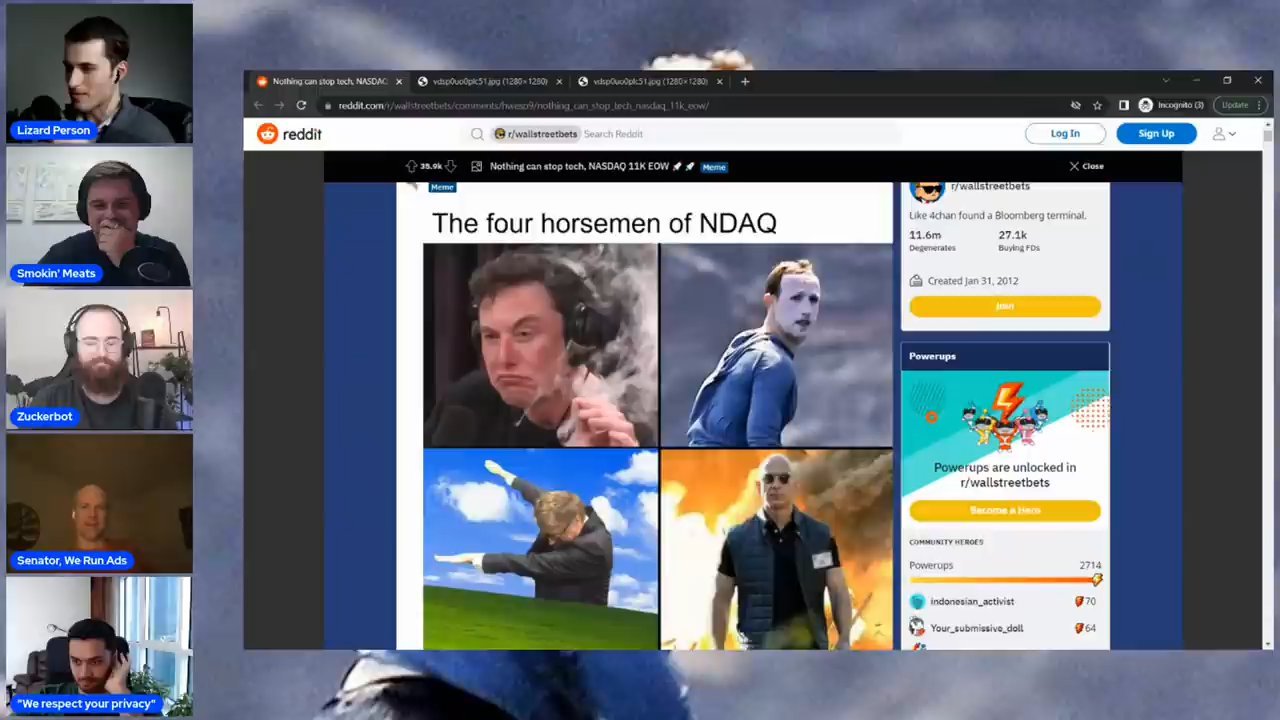 Lizard Person
Smokin' Meats
Zuckerbot
Senator, We Run Ads
"We respect your privacy"
Nothing can stop tech, NASDAQ
vdsp0uo0plc51.jpg (1280×1280)
vdsp0uo0plc51.jpg (1280×1280)
reddit.com/r/wallstreetbets/comments/hwesp9/nothing_can_stop_tech_nasdaq_11k_eow/
Incognito (3)
Update
reddit
r/wallstreetbets
Search Reddit
Log In
Sign Up
35.9k
Nothing can stop tech, NASDAQ 11K EOW
Meme
Close
Meme
The four horsemen of NDAQ
r/wallstreetbets
Like 4chan found a Bloomberg terminal.
11.6m
27.1k
Degenerates
Buying FDs
Created Jan 31, 2012
Join
Powerups
Powerups are unlocked in
r/wallstreetbets
Become a Hero
COMMUNITY HEROES
Powerups
2714
indonesian_activist
70
Your_submissive_doll
64